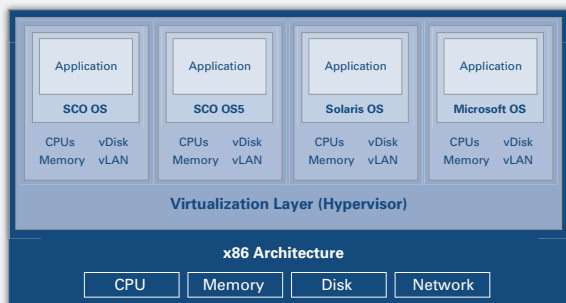 Application
Application
Application
Application
SCO OS
SCO OS5
Solaris OS
Microsoft OS
CPUs vDisk
Memory vLAN
CPUs vDisk
Memory vLAN
CPUs vDisk
Memory vLAN
CPUs vDisk
Memory vLAN
Virtualization Layer (Hypervisor)
x86 Architecture
CPU
Memory
Disk
Network